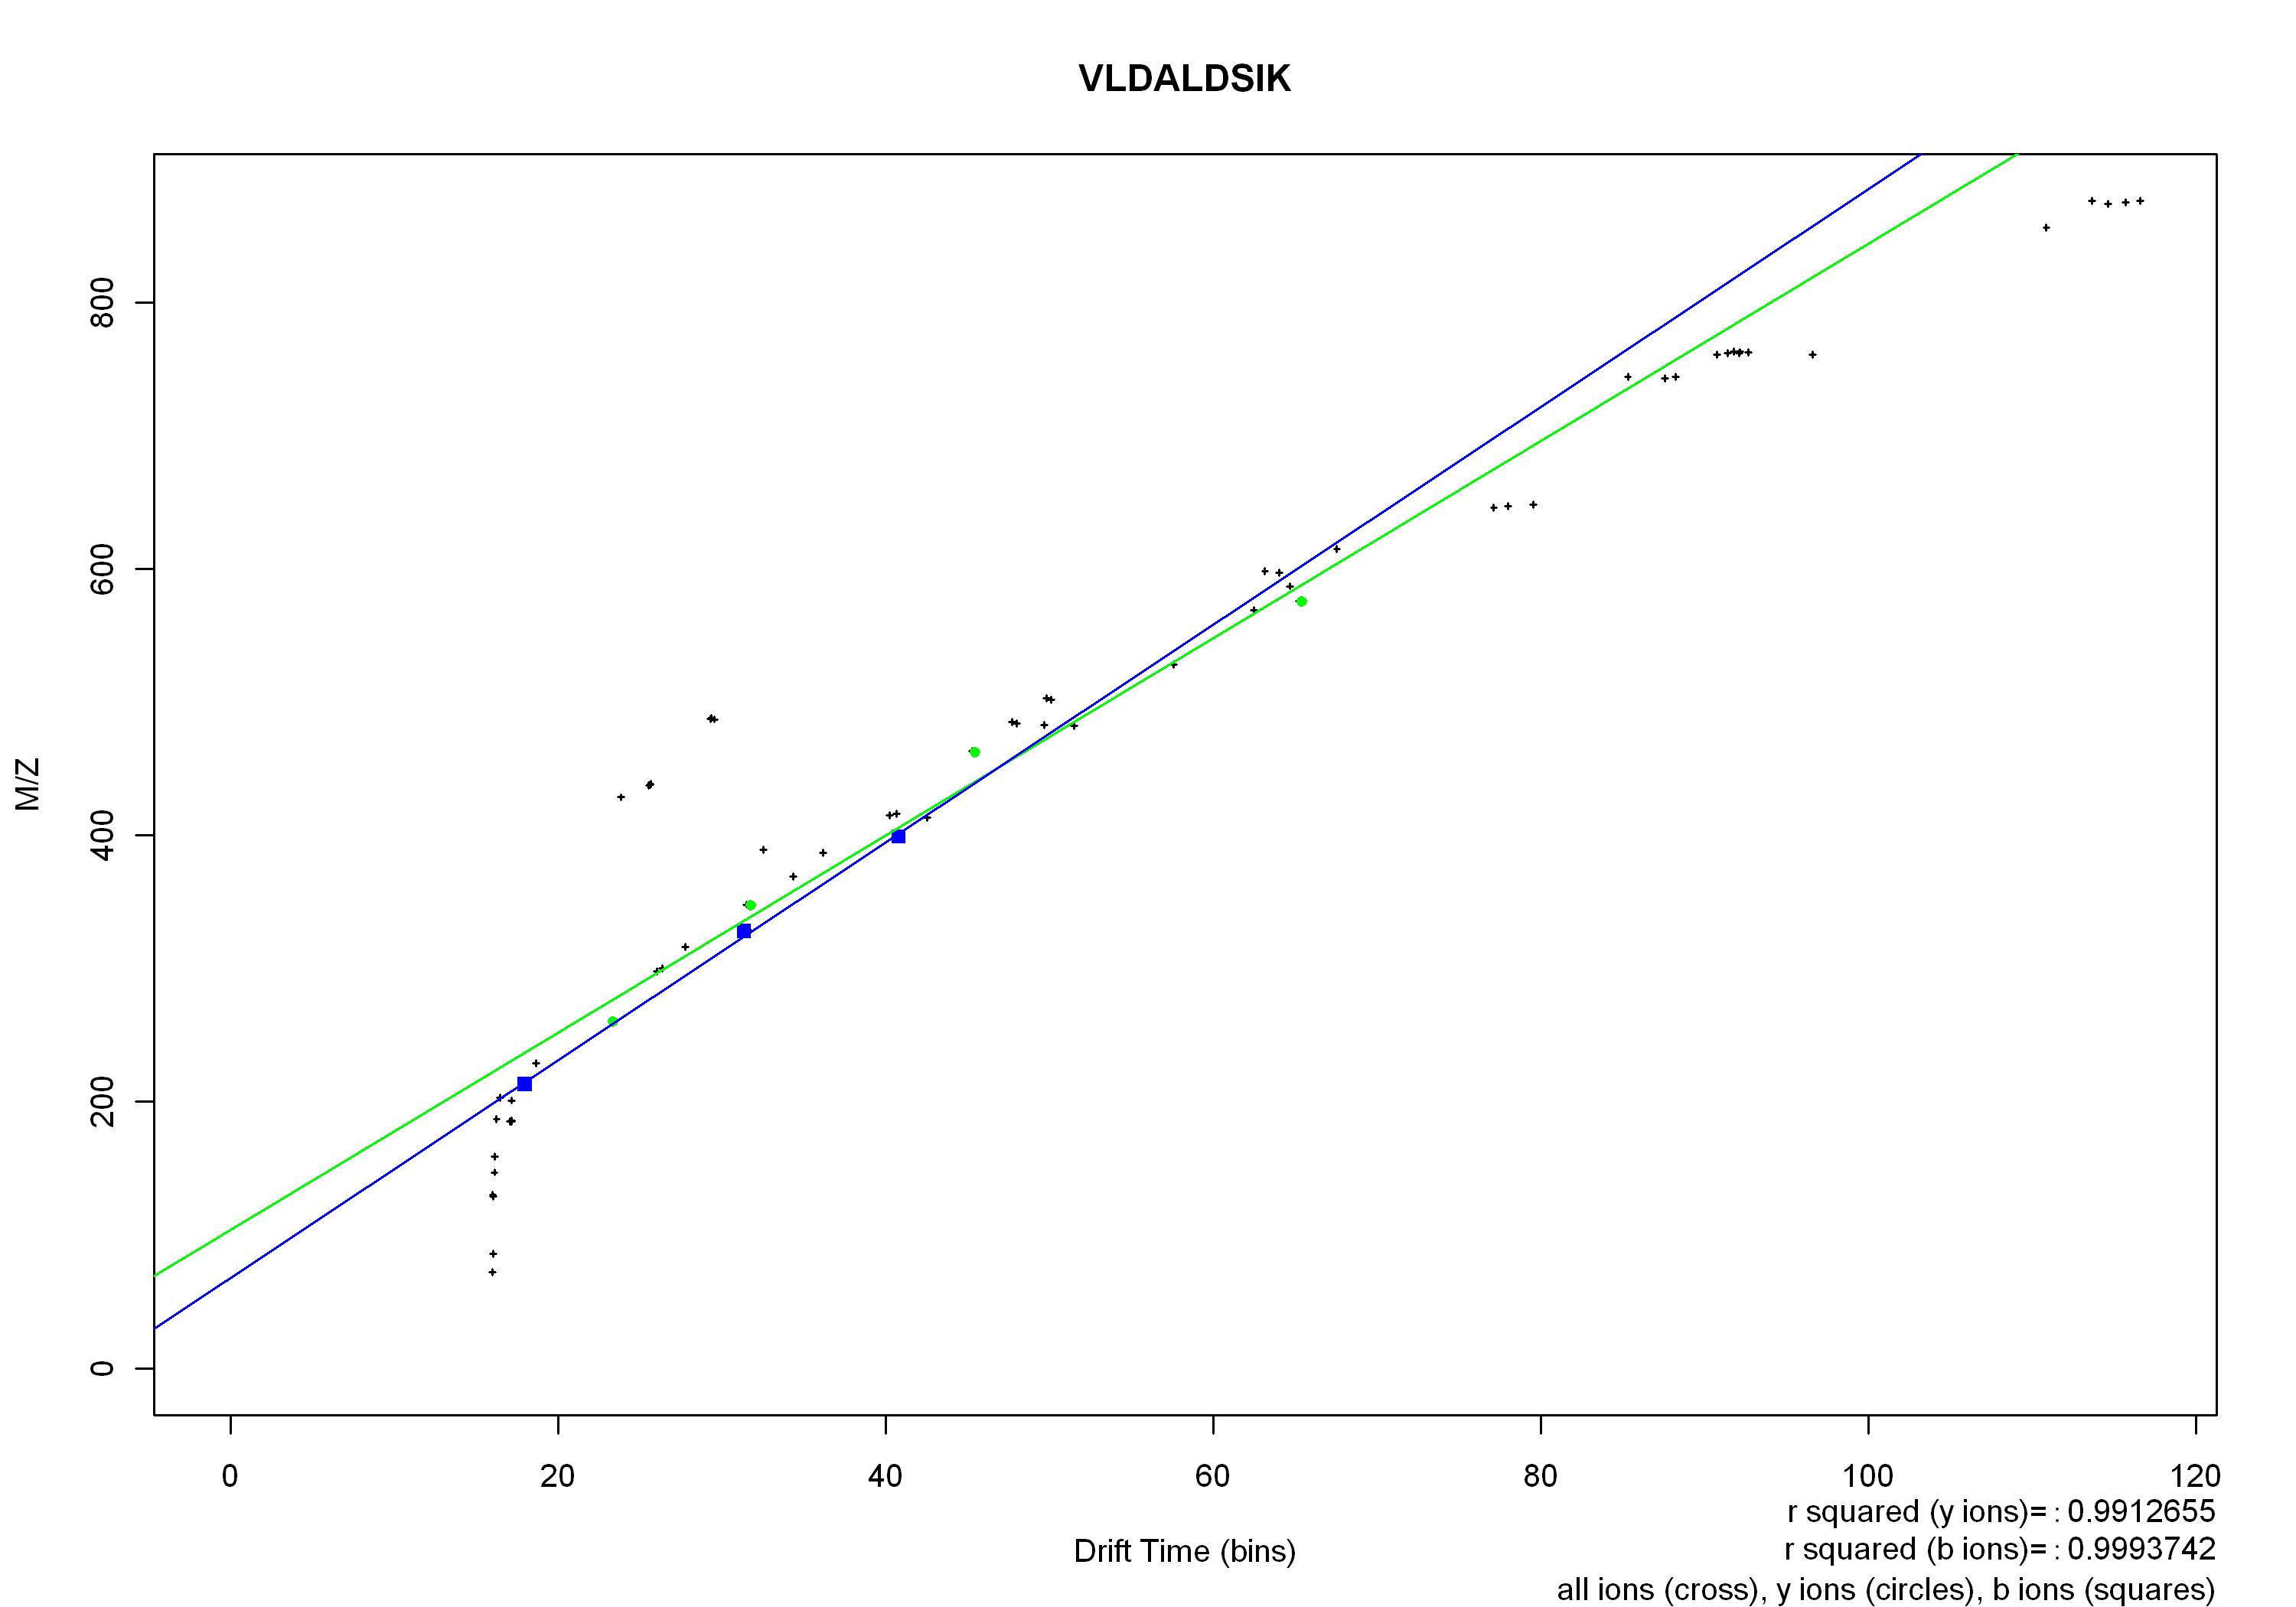 VLDALDSIK
800
600
400
200
0
M/Z
0 20 40 60 80 100 120
Drift Time (bins)
r squared (y ions)= : 0.9912655
r squared (b ions)= : 0.9993742
all ions (cross), y ions (circles), b ions (squares)